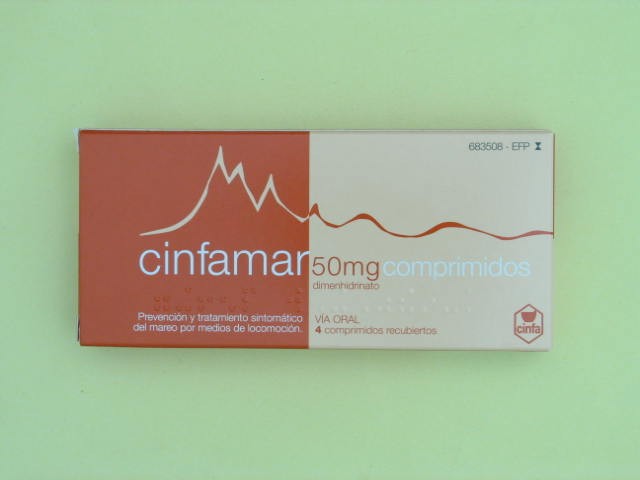 683508 - EFP
cinfamar 50mg comprimidos
dimenhidrinato
Prevención y tratamiento sintomático
del mareo por medios de locomoción.
VÍA ORAL
4 comprimidos recubiertos
cinfa